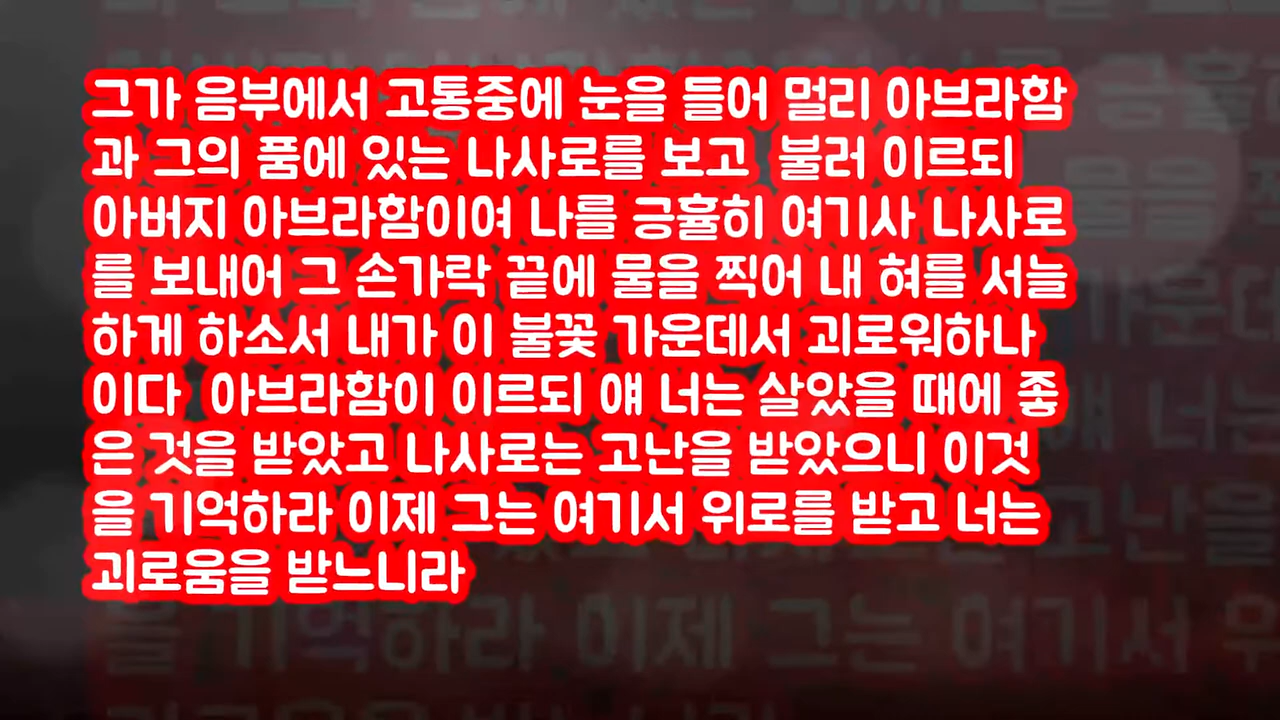 그가 음부에서 고통중에 눈을 들어 멀리 아브라함
과 그의 품에 있는 나사로를 보고 불러 이르되
아버지 아브라함이여 나를 긍휼히 여기사 나사로
를 보내어 그 손가락 끝에 물을 찍어 내 혀를 서늘
하게 하소서 내가 이 불꽃 가운데서 괴로워하나
이다 아브라함이 이르되 얘 너는 살았을 때에 좋
은 것을 받았고 나사로는 고난을 받았으니 이것
을 기억하라 이제 그는 여기서 위로를 받고 너는
괴로움을 받느니라